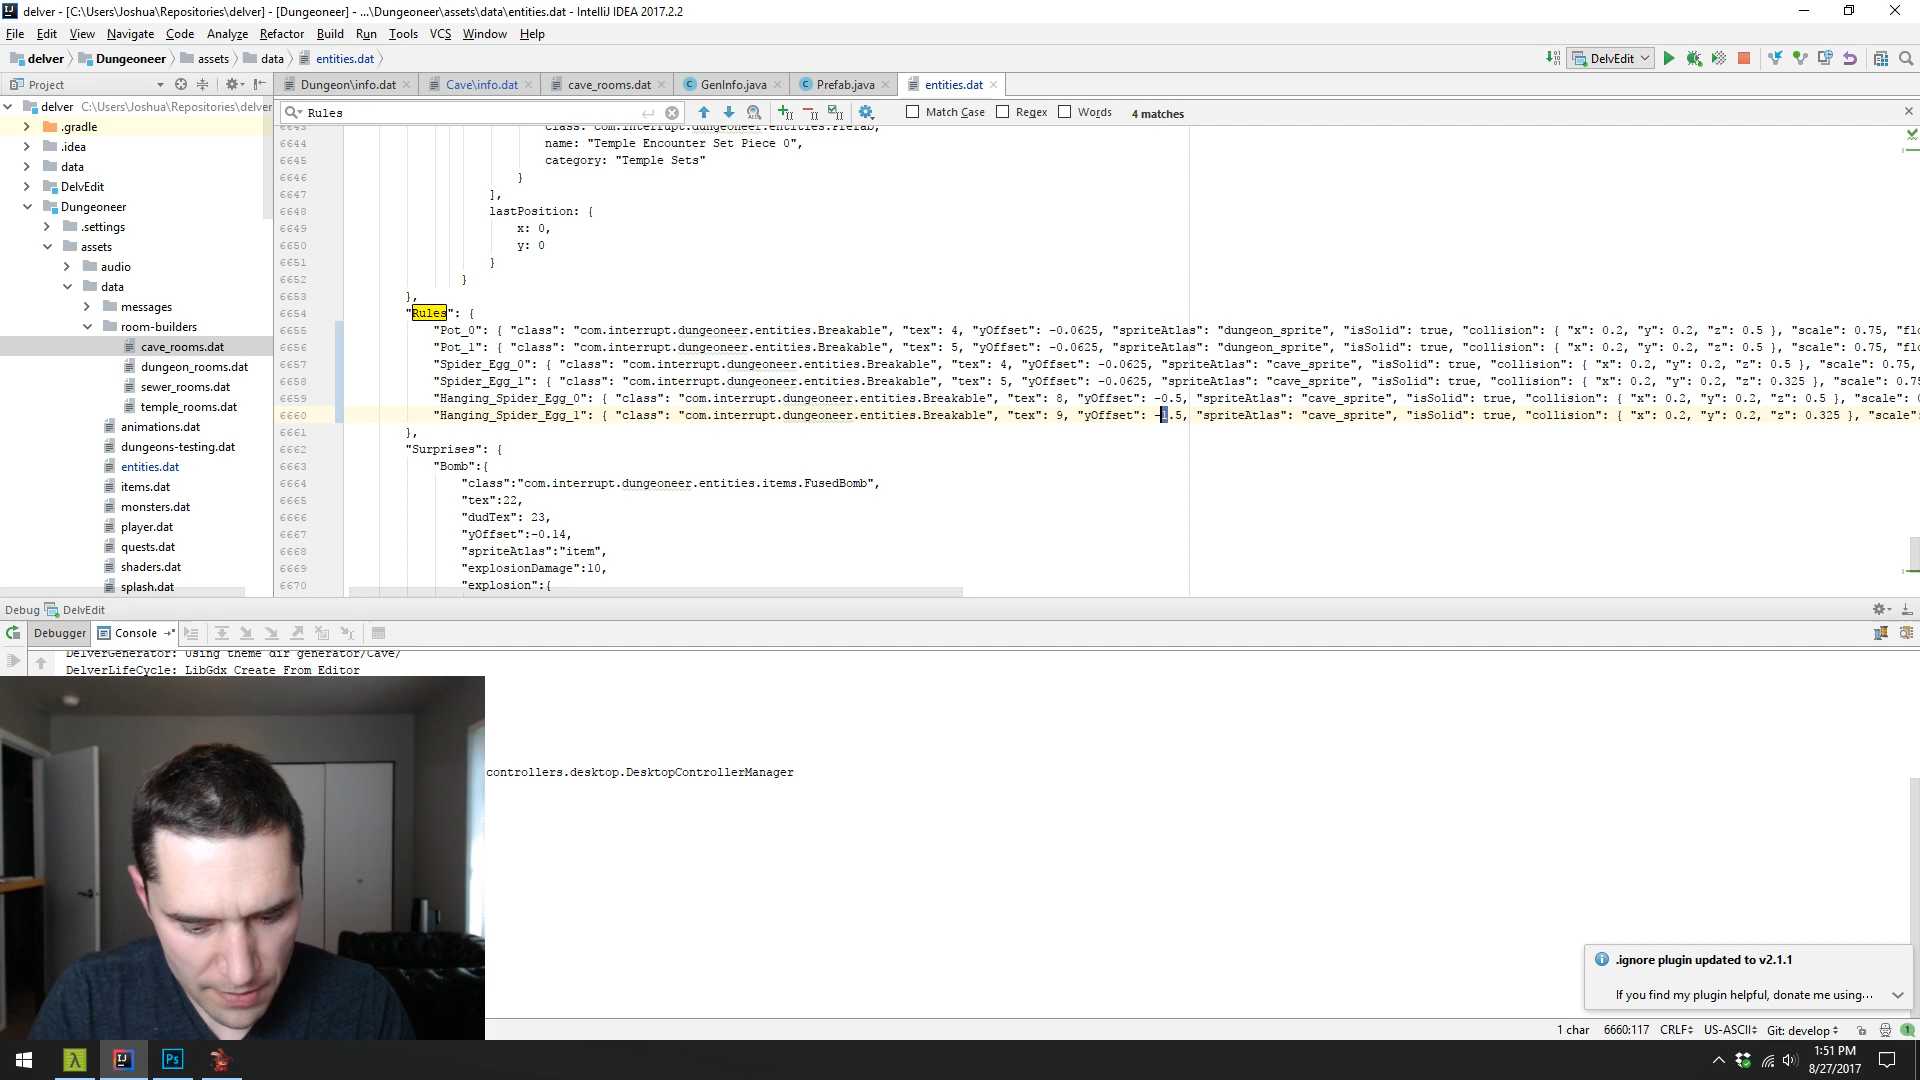 delver - [C:\Users\Joshua\Repositories\delver] - [Dungeoneer] - ...\Dungeoneer\assets\data\entities.dat - IntelliJ IDEA 2017.2.2
File Edit View Navigate Code Analyze Refactor Build Run Tools VCS Window Help
delver Dungeoneer assets data entities.dat DelvEdit
Project Dungeon\info.dat Cave\info.dat cave_rooms.dat GenInfo.java Prefab.java entities.dat
delver C:\Users\Joshua\Repositories\delver
Rules Match Case Regex Words 4 matches
.gradle
.idea
data
DelvEdit
Dungeoneer
.settings
assets
audio
data
messages
room-builders
cave_rooms.dat
dungeon_rooms.dat
sewer_rooms.dat
temple_rooms.dat
animations.dat
dungeons-testing.dat
entities.dat
items.dat
monsters.dat
player.dat
quests.dat
shaders.dat
splash.dat
6643 class: "com.interrupt.dungeoneer.entities.Prefab",
6644 name: "Temple Encounter Set Piece 0",
6645 category: "Temple Sets"
6646 }
6647 ],
6648 lastPosition: {
6649 x: 0,
6650 y: 0
6651 }
6652 }
6653 },
6654 "Rules": {
6655 "Pot_0": { "class": "com.interrupt.dungeoneer.entities.Breakable", "tex": 4, "yOffset": -0.0625, "spriteAtlas": "dungeon_sprite", "isSolid": true, "collision": { "x": 0.2, "y": 0.2, "z": 0.5 }, "scale": 0.75, "flo
6656 "Pot_1": { "class": "com.interrupt.dungeoneer.entities.Breakable", "tex": 5, "yOffset": -0.0625, "spriteAtlas": "dungeon_sprite", "isSolid": true, "collision": { "x": 0.2, "y": 0.2, "z": 0.5 }, "scale": 0.75, "flo
6657 "Spider_Egg_0": { "class": "com.interrupt.dungeoneer.entities.Breakable", "tex": 4, "yOffset": -0.0625, "spriteAtlas": "cave_sprite", "isSolid": true, "collision": { "x": 0.2, "y": 0.2, "z": 0.5 }, "scale": 0.75,
6658 "Spider_Egg_1": { "class": "com.interrupt.dungeoneer.entities.Breakable", "tex": 5, "yOffset": -0.0625, "spriteAtlas": "cave_sprite", "isSolid": true, "collision": { "x": 0.2, "y": 0.2, "z": 0.325 }, "scale": 0.75
6659 "Hanging_Spider_Egg_0": { "class": "com.interrupt.dungeoneer.entities.Breakable", "tex": 8, "yOffset": -0.5, "spriteAtlas": "cave_sprite", "isSolid": true, "collision": { "x": 0.2, "y": 0.2, "z": 0.5 }, "scale": 0
6660 "Hanging_Spider_Egg_1": { "class": "com.interrupt.dungeoneer.entities.Breakable", "tex": 9, "yOffset": -1.5, "spriteAtlas": "cave_sprite", "isSolid": true, "collision": { "x": 0.2, "y": 0.2, "z": 0.325 }, "scale":
6661 },
6662 "Surprises": {
6663 "Bomb":{
6664 "class":"com.interrupt.dungeoneer.entities.items.FusedBomb",
6665 "tex":22,
6666 "dudTex": 23,
6667 "yOffset":-0.14,
6668 "spriteAtlas":"item",
6669 "explosionDamage":10,
6670 "explosion":{
Debug DelvEdit
Debugger Console
DelverGenerator: Using theme dir generator/Cave/
DelverLifeCycle: LibGdx Create From Editor
controllers.desktop.DesktopControllerManager
.ignore plugin updated to v2.1.1
If you find my plugin helpful, donate me using...
1 char 6660:117 CRLF US-ASCII Git: develop 1
Ps
1:51 PM
8/27/2017